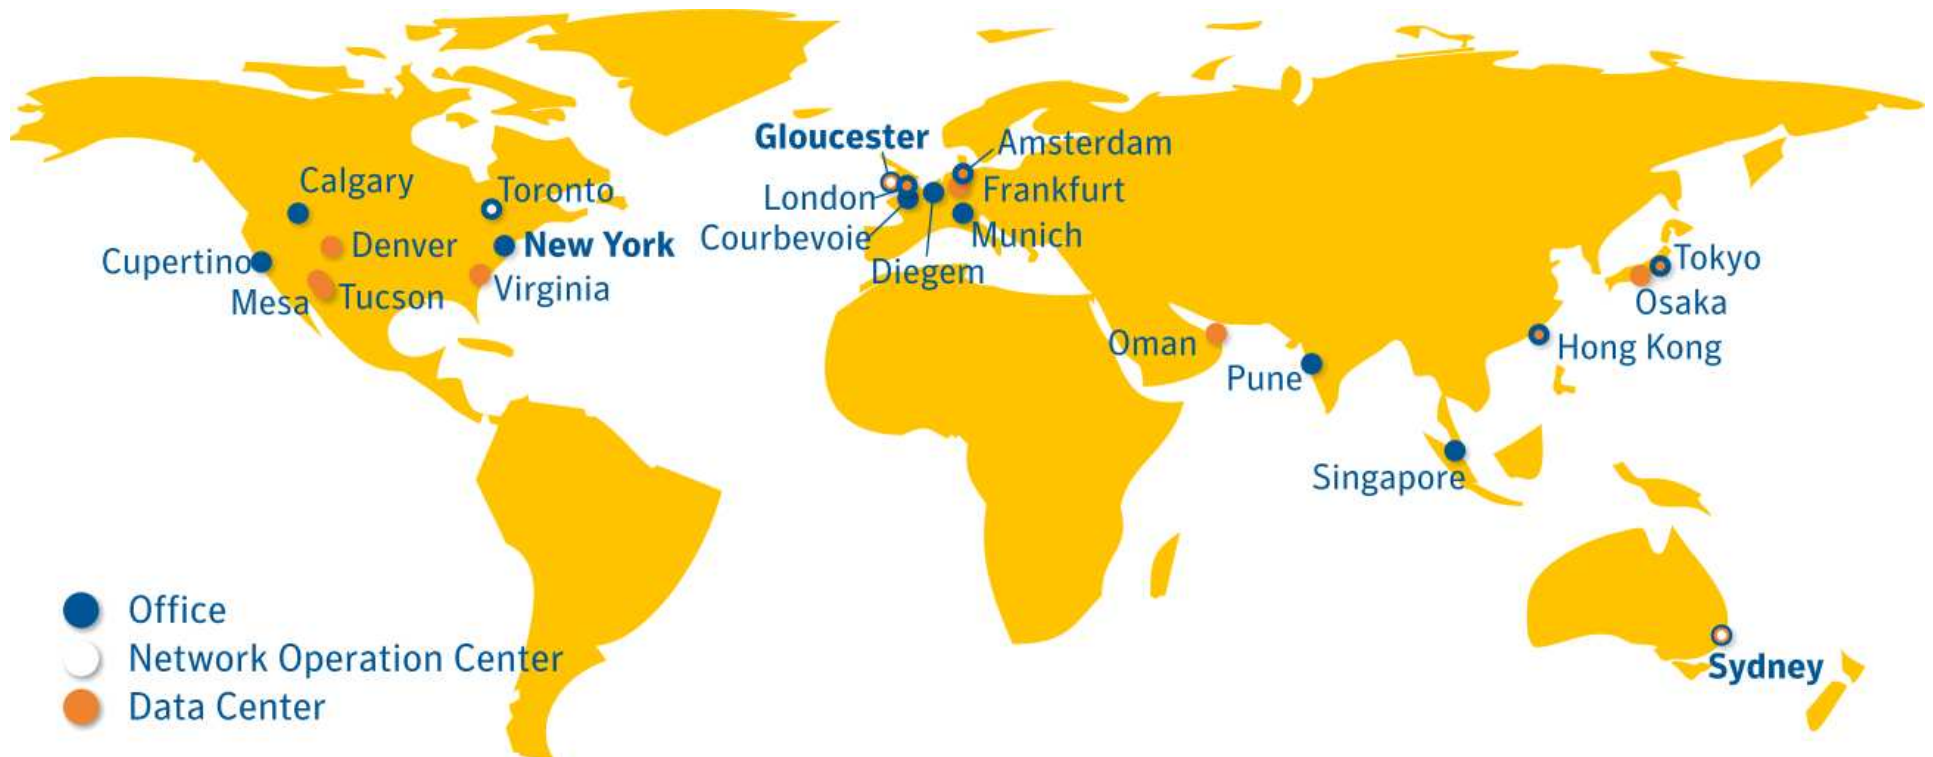 Gloucester
Amsterdam
Calgary
Toronto
London
Frankfurt
Courbevoie
Munich
Denver
New York
Cupertino
Diegem
Tokyo
Mesa
Tucson
Virginia
Osaka
Oman
Hong Kong
Pune
Singapore
Office
Network Operation Center
Sydney
Data Center